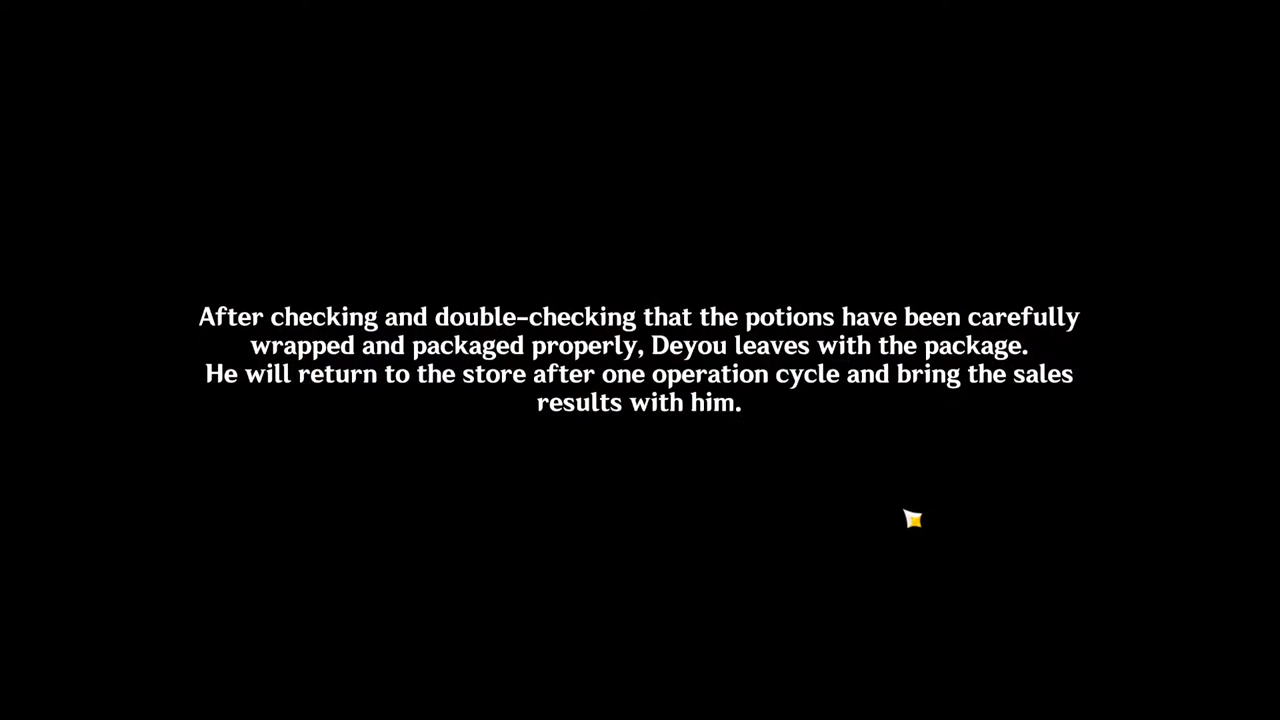 After checking and double-checking that the potions have been carefully
wrapped and packaged properly, Deyou leaves with the package.
He will return to the store after one operation cycle and bring the sales
results with him.